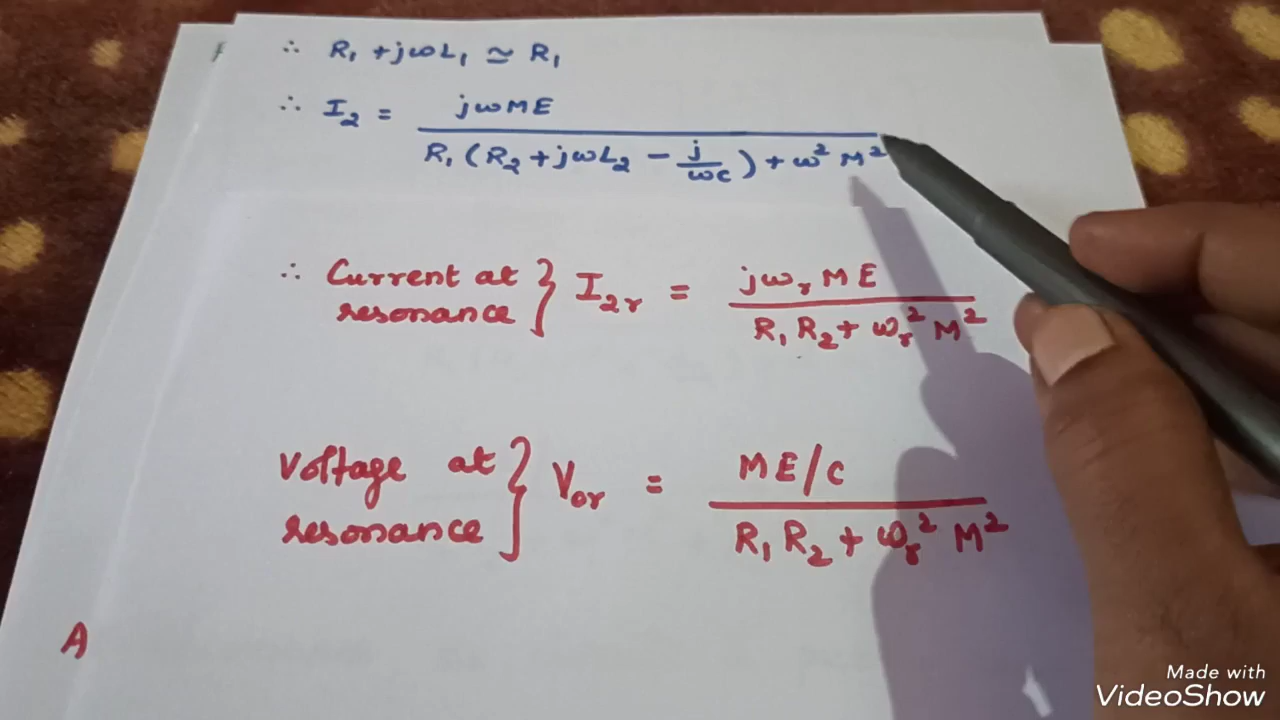 ∴ R₁ + jωL₁ ≃ R₁
∴ I₂ = jωME / R₁ (R₂ + jωL₂ − j/ωc) + ω² M²
∴ Current at resonance } I₂r = jωr ME / R₁ R₂ + ωr² M²
Voltage at resonance } Vor = ME/c / R₁ R₂ + ωr² M²
A
Made with
VideoShow